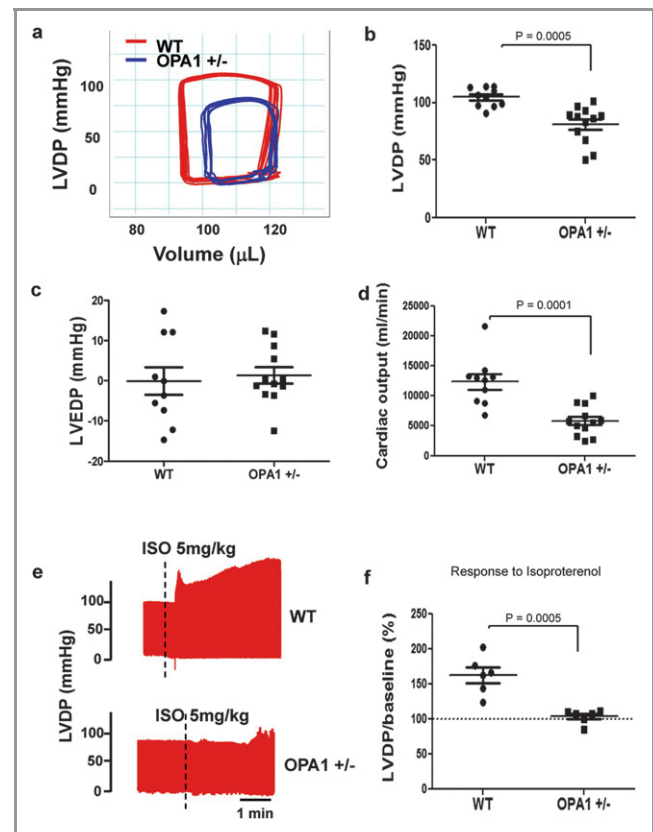 a
WT
OPA1 +/-
LVDP (mmHg)
100
50
0
80 100 120
Volume (µL)
b
P = 0.0005
LVDP (mmHg)
150
100
50
0
WT OPA1 +/-
c
LVEDP (mmHg)
20
10
0
-10
-20
WT OPA1 +/-
d
P = 0.0001
Cardiac output (ml/min)
25000
20000
15000
10000
5000
0
WT OPA1 +/-
e
ISO 5mg/kg
100
50
0
WT
LVDP (mmHg)
ISO 5mg/kg
100
50
0
OPA1 +/-
1 min
f
Response to Isoproterenol
P = 0.0005
LVDP/baseline (%)
250
200
150
100
50
0
WT OPA1 +/-